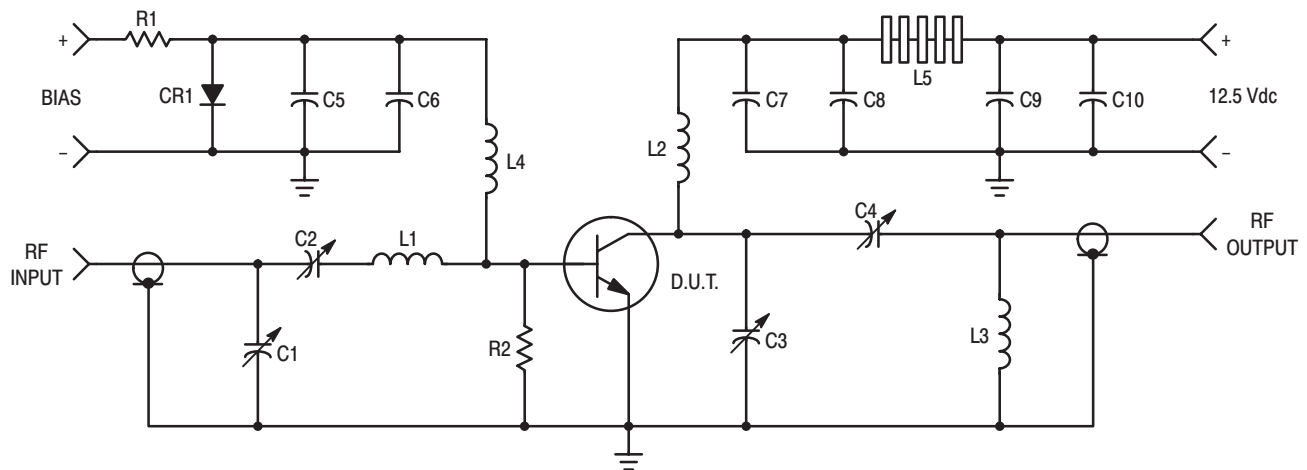 R1
+
BIAS
–
CR1
C5
C6
L4
L2
C7
C8
L5
C9
C10
+
12.5 Vdc
–
RF
INPUT
C2
L1
C1
R2
D.U.T.
C4
C3
L3
RF
OUTPUT